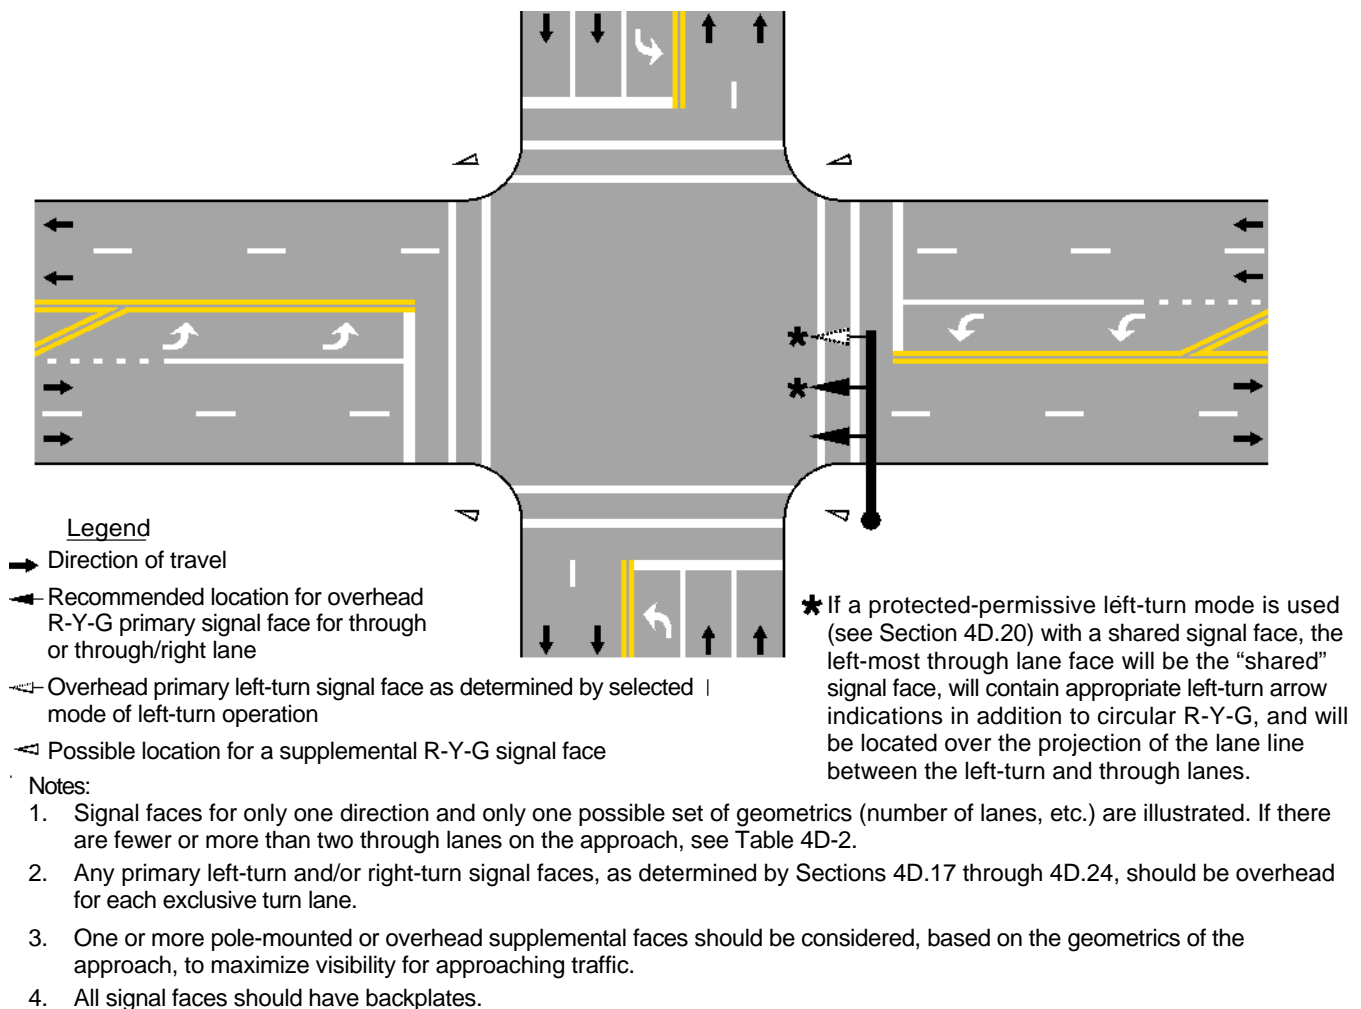 Legend
Direction of travel
Recommended location for overhead
R-Y-G primary signal face for through
or through/right lane
Overhead primary left-turn signal face as determined by selected
mode of left-turn operation
Possible location for a supplemental R-Y-G signal face
* If a protected-permissive left-turn mode is used
(see Section 4D.20) with a shared signal face, the
left-most through lane face will be the “shared”
signal face, will contain appropriate left-turn arrow
indications in addition to circular R-Y-G, and will
be located over the projection of the lane line
between the left-turn and through lanes.
Notes:
1. Signal faces for only one direction and only one possible set of geometrics (number of lanes, etc.) are illustrated. If there
are fewer or more than two through lanes on the approach, see Table 4D-2.
2. Any primary left-turn and/or right-turn signal faces, as determined by Sections 4D.17 through 4D.24, should be overhead
for each exclusive turn lane.
3. One or more pole-mounted or overhead supplemental faces should be considered, based on the geometrics of the
approach, to maximize visibility for approaching traffic.
4. All signal faces should have backplates.